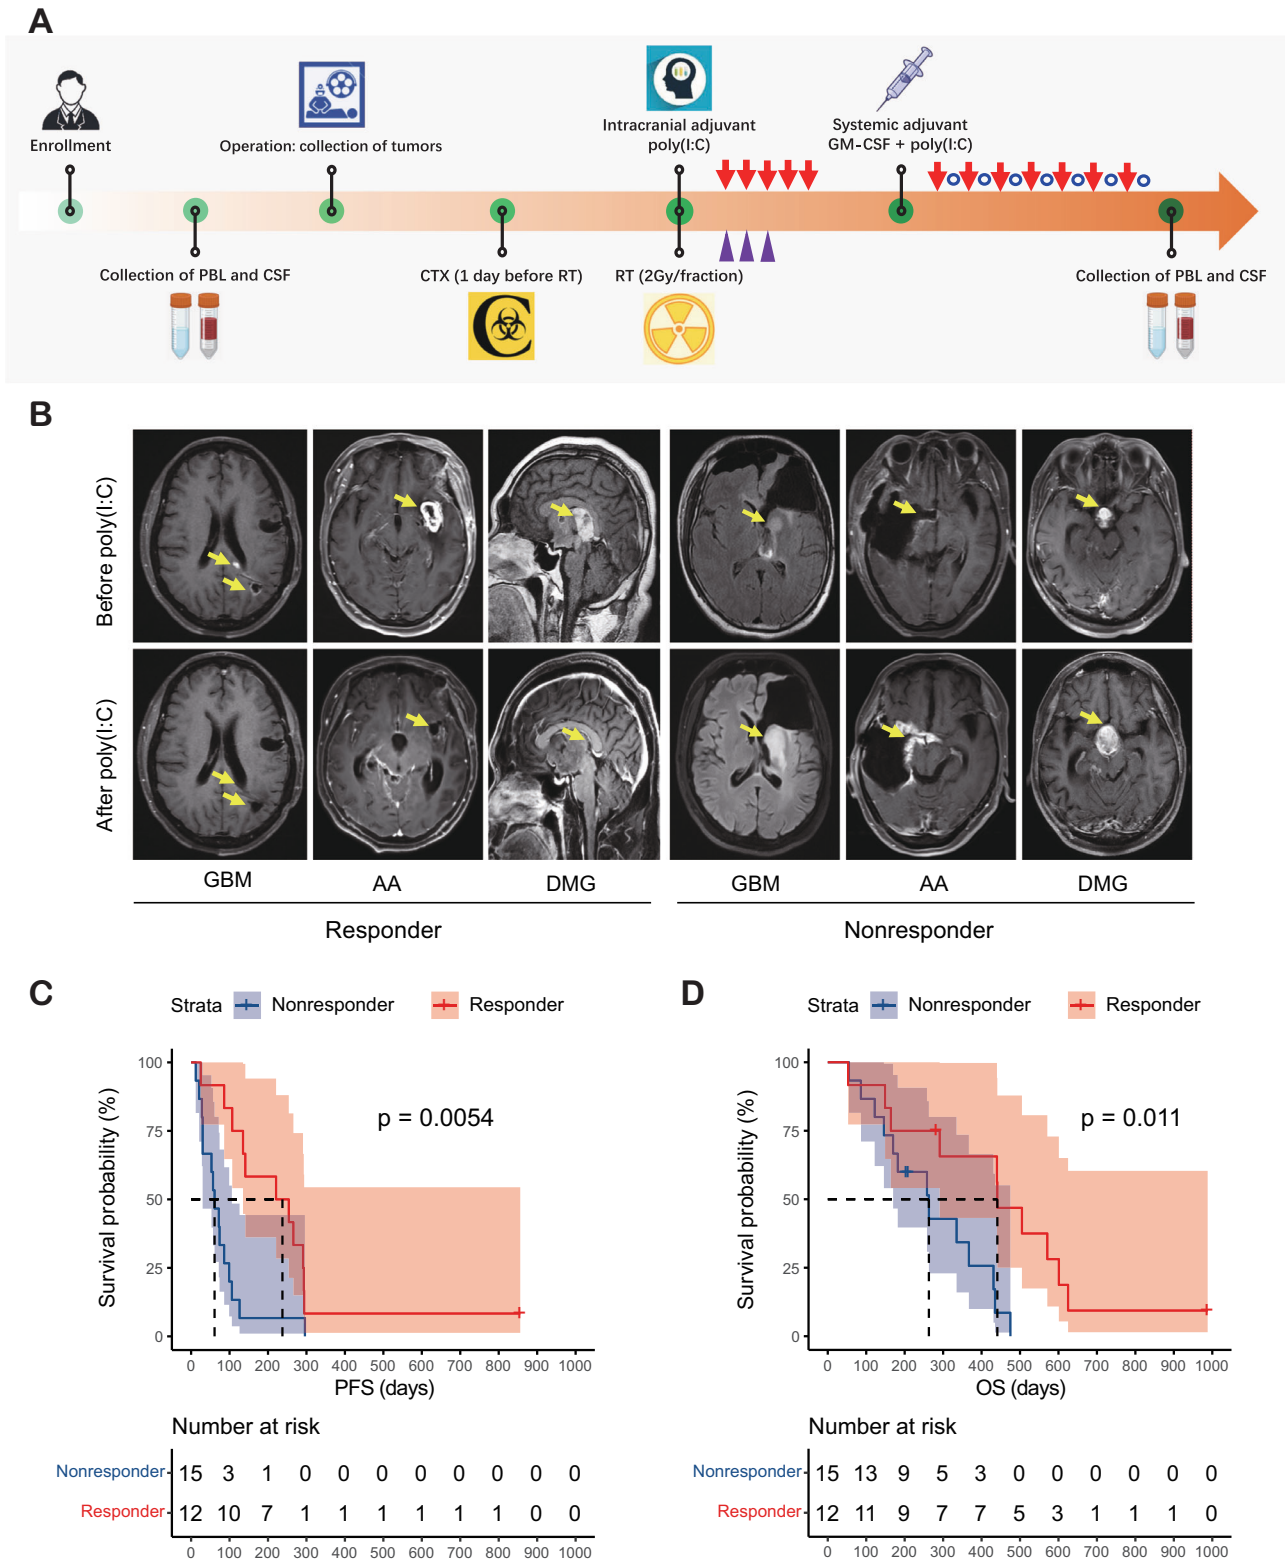 A
Enrollment
Operation: collection of tumors
Intracranial adjuvant
poly(I:C)
Systemic adjuvant
GM-CSF + poly(I:C)
Collection of PBL and CSF
CTX (1 day before RT)
RT (2Gy/fraction)
Collection of PBL and CSF
C
B
Before poly(I:C)
After poly(I:C)
GBM AA DMG GBM AA DMG
Responder Nonresponder
C
Strata Nonresponder Responder
Survival probability (%)
100
75
50
25
0
p = 0.0054
0 100 200 300 400 500 600 700 800 900 1000
PFS (days)
Number at risk
Nonresponder 15 3 1 0 0 0 0 0 0 0 0
Responder 12 10 7 1 1 1 1 1 1 0 0
0 100 200 300 400 500 600 700 800 900 1000
D
Strata Nonresponder Responder
Survival probability (%)
100
75
50
25
0
p = 0.011
0 100 200 300 400 500 600 700 800 900 1000
OS (days)
Number at risk
Nonresponder 15 13 9 5 3 0 0 0 0 0 0
Responder 12 11 9 7 7 5 3 1 1 1 0
0 100 200 300 400 500 600 700 800 900 1000